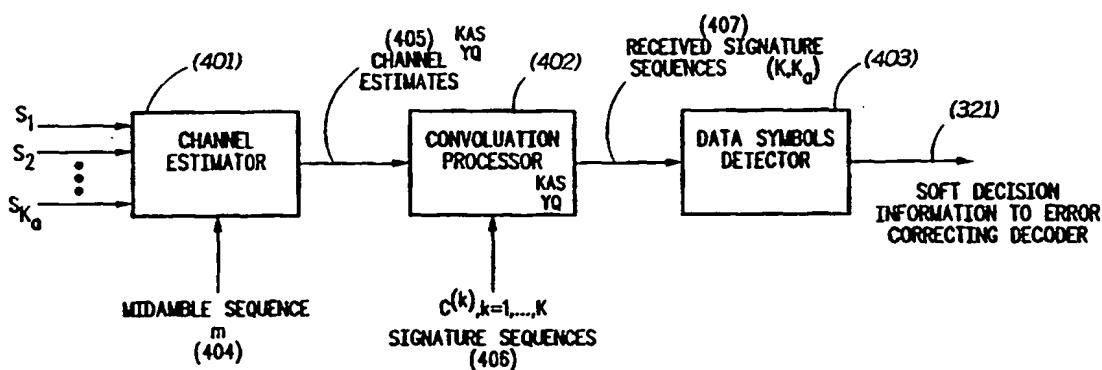 (401)
S1
S2
SKa
CHANNEL
ESTIMATOR
MIDAMBLE SEQUENCE
m
(404)
(405) KAS
CHANNEL YQ
ESTIMATES
(402)
CONVOLUATION
PROCESSOR
KAS
YQ
C(k),k=1,...,K
SIGNATURE SEQUENCES
(406)
(407)
RECEIVED SIGNATURE
SEQUENCES (K,Ka)
(403)
DATA SYMBOLS
DETECTOR
(321)
SOFT DECISION
INFORMATION TO ERROR
CORRECTING DECODER